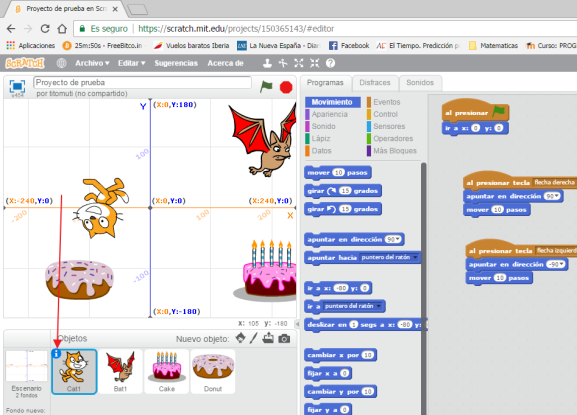 Proyecto de prueba en Scr
Es seguro | https://scratch.mit.edu/projects/150365143/#editor
Aplicaciones 25m:50s - FreeBitco.in Vuelos baratos Iberia La Nueva España - Diar Facebook El Tiempo. Predicción p Matematicas Curso: PROG
SCRATCH Archivo Editar Sugerencias Acerca de
Proyecto de prueba
por titomuti (no compartido)
v454
Programas Disfraces Sonidos
Movimiento Eventos
Apariencia Control
Sonido Sensores
Lápiz Operadores
Datos Más Bloques
mover 10 pasos
girar 15 grados
girar 15 grados
apuntar en dirección 90
apuntar hacia puntero del ratón
ir a x: -80 y: 0
ir a puntero del ratón
deslizar en 1 segs a x: -80 y:
cambiar x por 10
fijar x a 0
cambiar y por 10
fijar y a 0
al presionar
ir a x: 0 y: 0
al presionar tecla flecha derecha
apuntar en dirección 90
mover 10 pasos
al presionar tecla flecha izquierd
apuntar en dirección -90
mover 10 pasos
Y (X:0,Y:180)
100
(X:-240,Y:0) (X:0,Y:0) (X:240,Y:0)
-200 100 200 X
-100
(X:0,Y:-180)
x: 105 y: -180
Objetos Nuevo objeto:
Escenario
2 fondos
Cat1 Bat1 Cake Donut
Fondo nuevo: